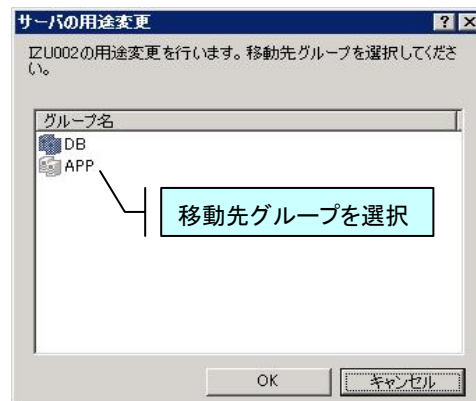 サーバの用途変更
IZU002の用途変更を行います。移動先グループを選択してくださ
い。
グループ名
DB
APP
移動先グループを選択
OK
キャンセル